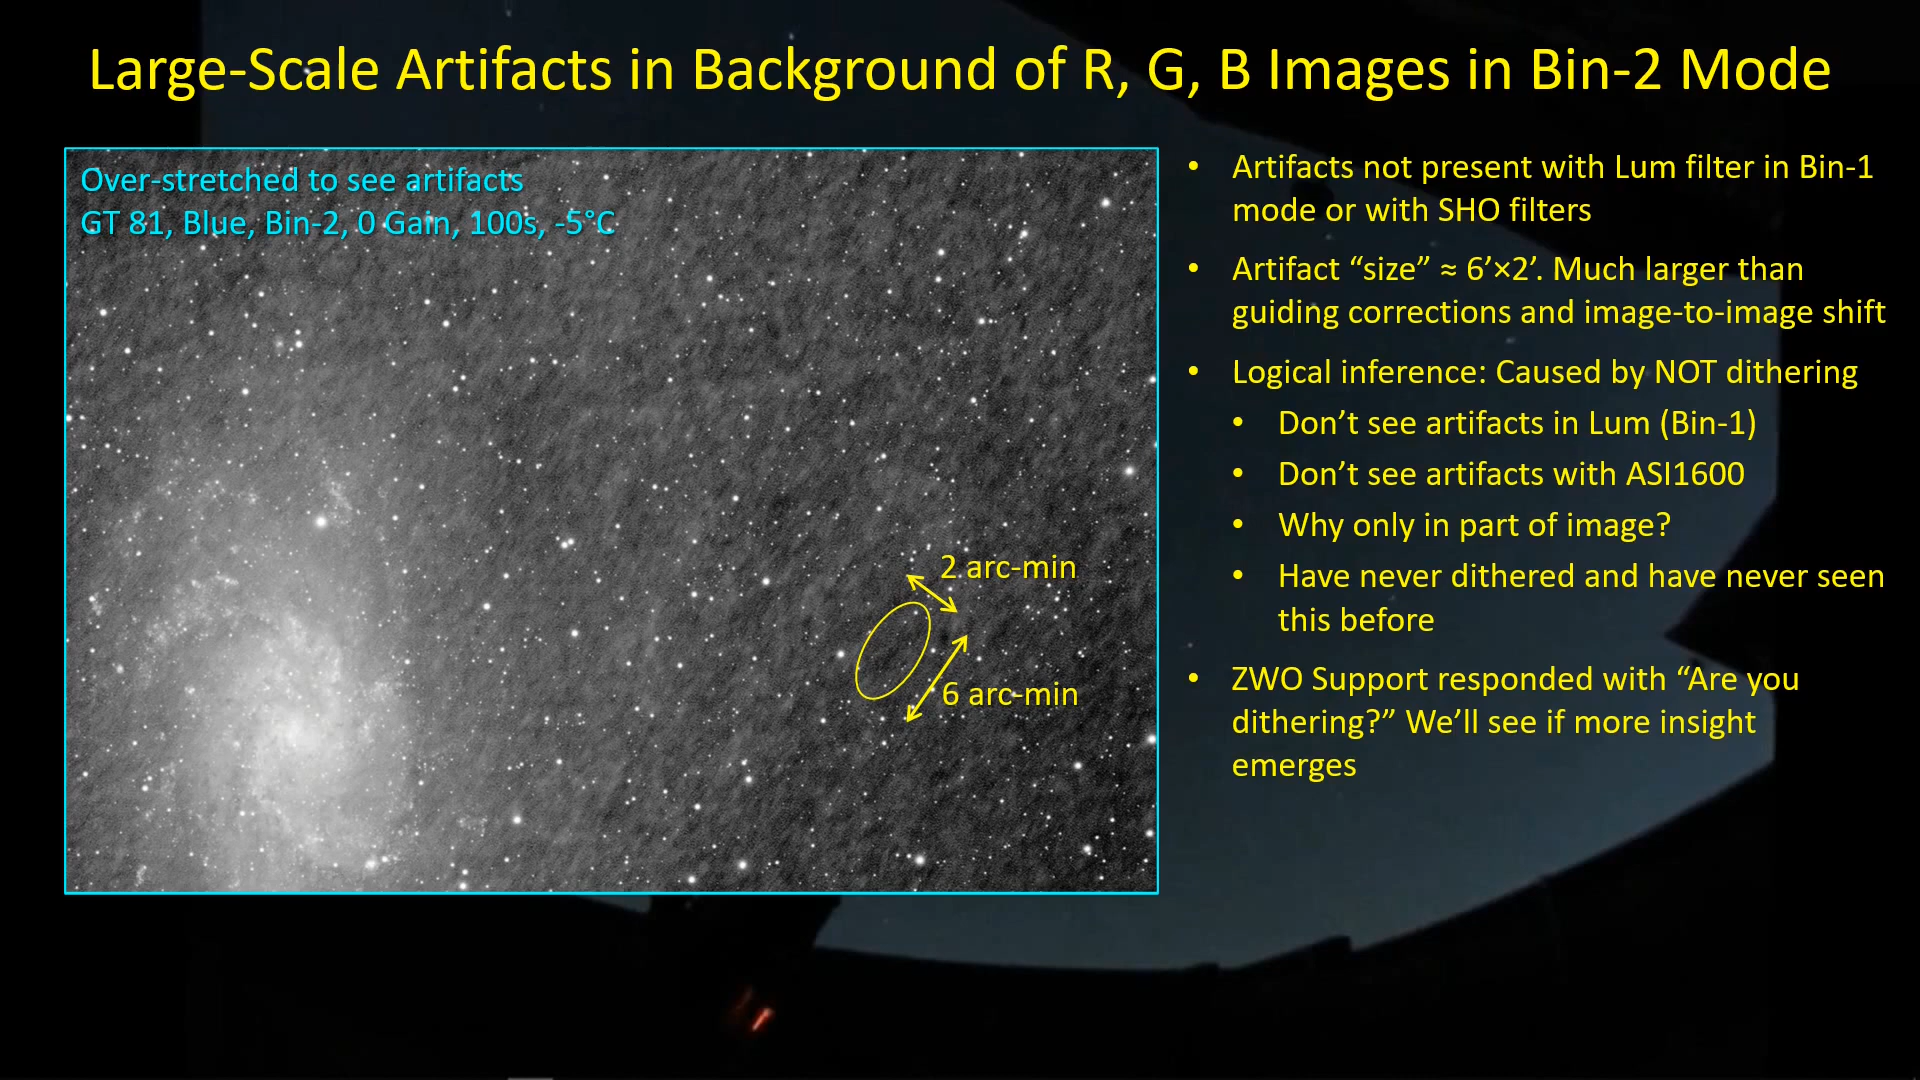 Large-Scale Artifacts in Background of R, G, B Images in Bin-2 Mode
Over-stretched to see artifacts
GT 81, Blue, Bin-2, 0 Gain, 100s, -5°C
2 arc-min
6 arc-min
• Artifacts not present with Lum filter in Bin-1
mode or with SHO filters
• Artifact “size” ≈ 6’×2’. Much larger than
guiding corrections and image-to-image shift
• Logical inference: Caused by NOT dithering
• Don’t see artifacts in Lum (Bin-1)
• Don’t see artifacts with ASI1600
• Why only in part of image?
• Have never dithered and have never seen
this before
• ZWO Support responded with “Are you
dithering?” We’ll see if more insight
emerges